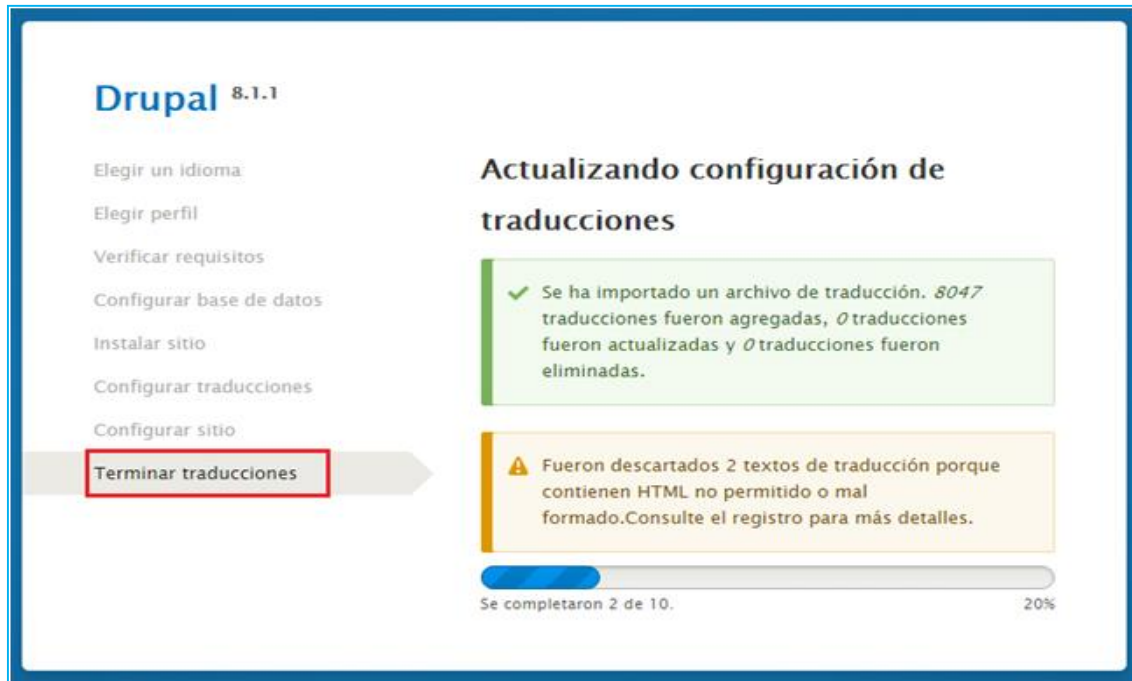 Drupal 8.1.1
Elegir un idioma
Elegir perfil
Verificar requisitos
Configurar base de datos
Instalar sitio
Configurar traducciones
Configurar sitio
Terminar traducciones
Actualizando configuración de
traducciones
Se ha importado un archivo de traducción. 8047
traducciones fueron agregadas, 0 traducciones
fueron actualizadas y 0 traducciones fueron
eliminadas.
Fueron descartados 2 textos de traducción porque
contienen HTML no permitido o mal
formado.Consulte el registro para más detalles.
Se completaron 2 de 10.
20%